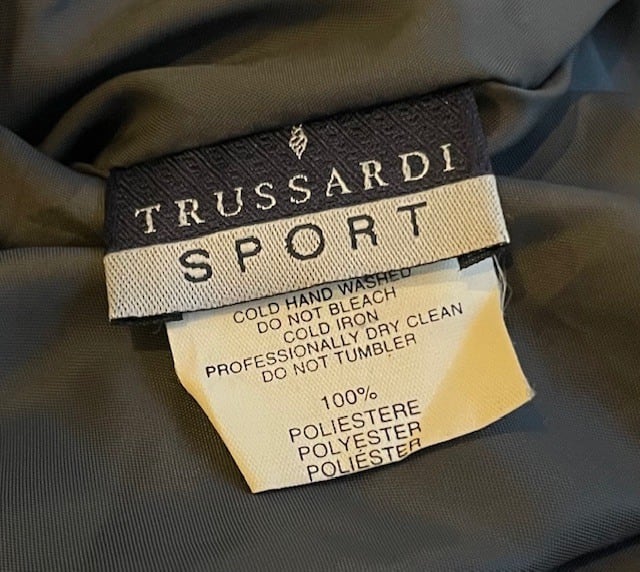 TRUSSARDI
SPORT
COLD HAND WASHED
DO NOT BLEACH
COLD IRON
PROFESSIONALLY DRY CLEAN
DO NOT TUMBLER
100%
POLIESTERE
POLYESTER
POLIÉSTER